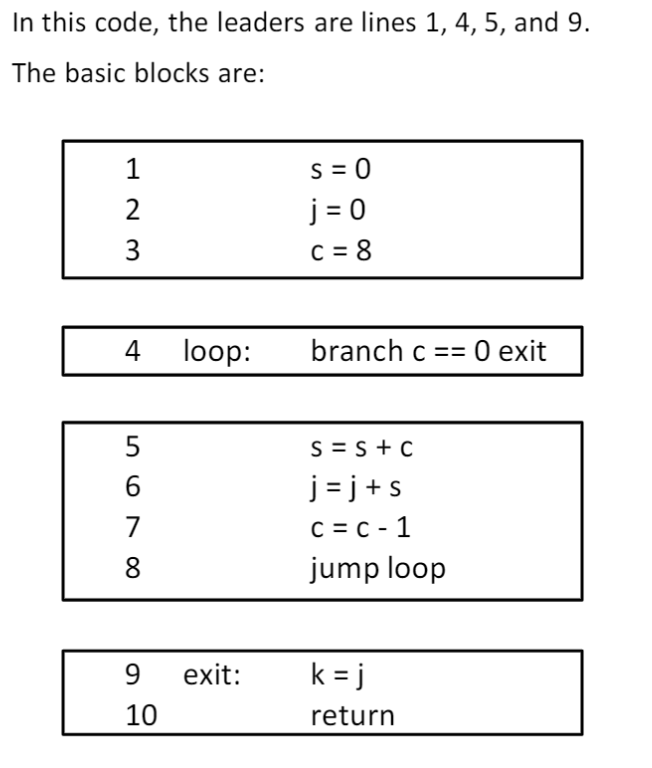 In this code, the leaders are lines 1, 4, 5, and 9.
The basic blocks are:
1 s = 0
2 j = 0
3 c = 8
4 loop: branch c == 0 exit
5 s = s + c
6 j = j + s
7 c = c - 1
8 jump loop
9 exit: k = j
10 return